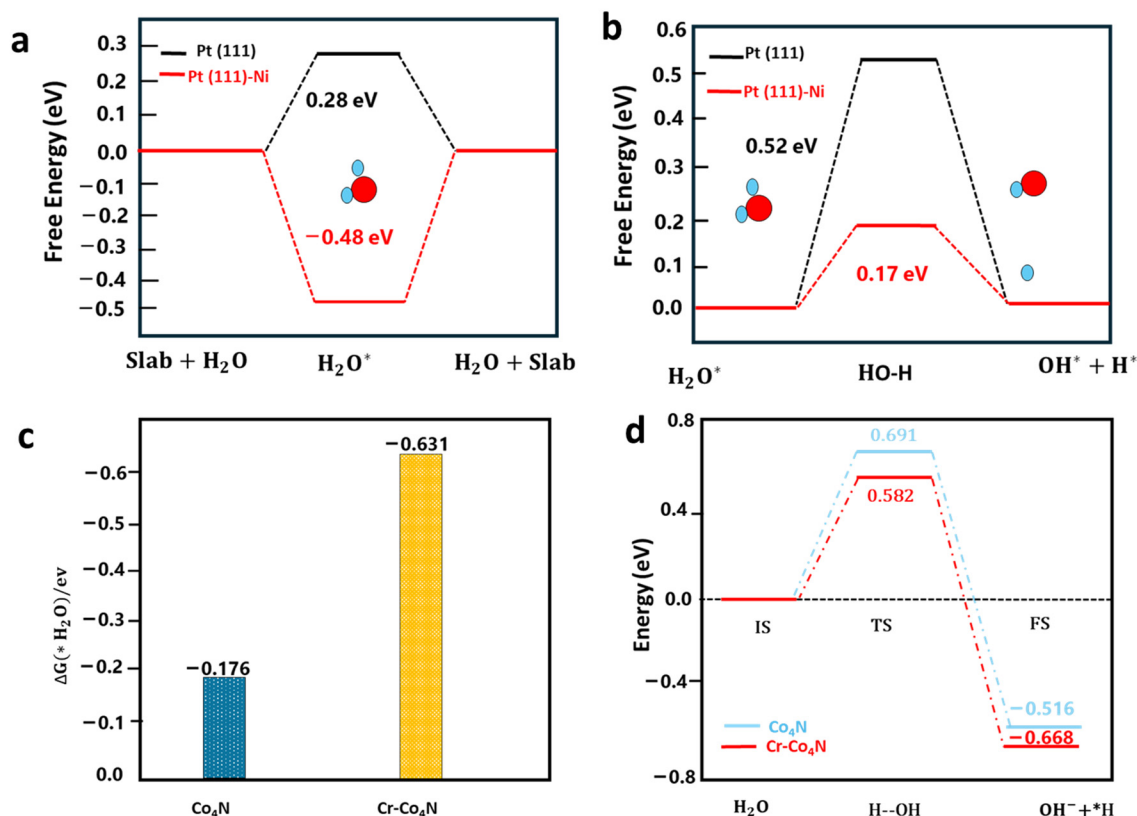 a
Free Energy (eV)
0.3
0.2
0.1
0.0
−0.1
−0.2
−0.3
−0.4
−0.5
Pt (111)
Pt (111)-Ni
0.28 eV
−0.48 eV
Slab + H₂O
H₂O*
H₂O + Slab
b
Free Energy (eV)
0.6
0.5
0.4
0.3
0.2
0.1
0.0
Pt (111)
Pt (111)-Ni
0.52 eV
0.17 eV
H₂O*
HO-H
OH* + H*
c
ΔG(* H₂O)/ev
−0.6
−0.5
−0.4
−0.3
−0.2
−0.1
0.0
−0.176
−0.631
Co₄N
Cr-Co₄N
d
Energy (eV)
0.8
0.4
0.0
−0.4
−0.8
0.691
0.582
IS
TS
FS
−0.516
−0.668
Co₄N
Cr-Co₄N
H₂O
H--OH
OH⁻ + *H